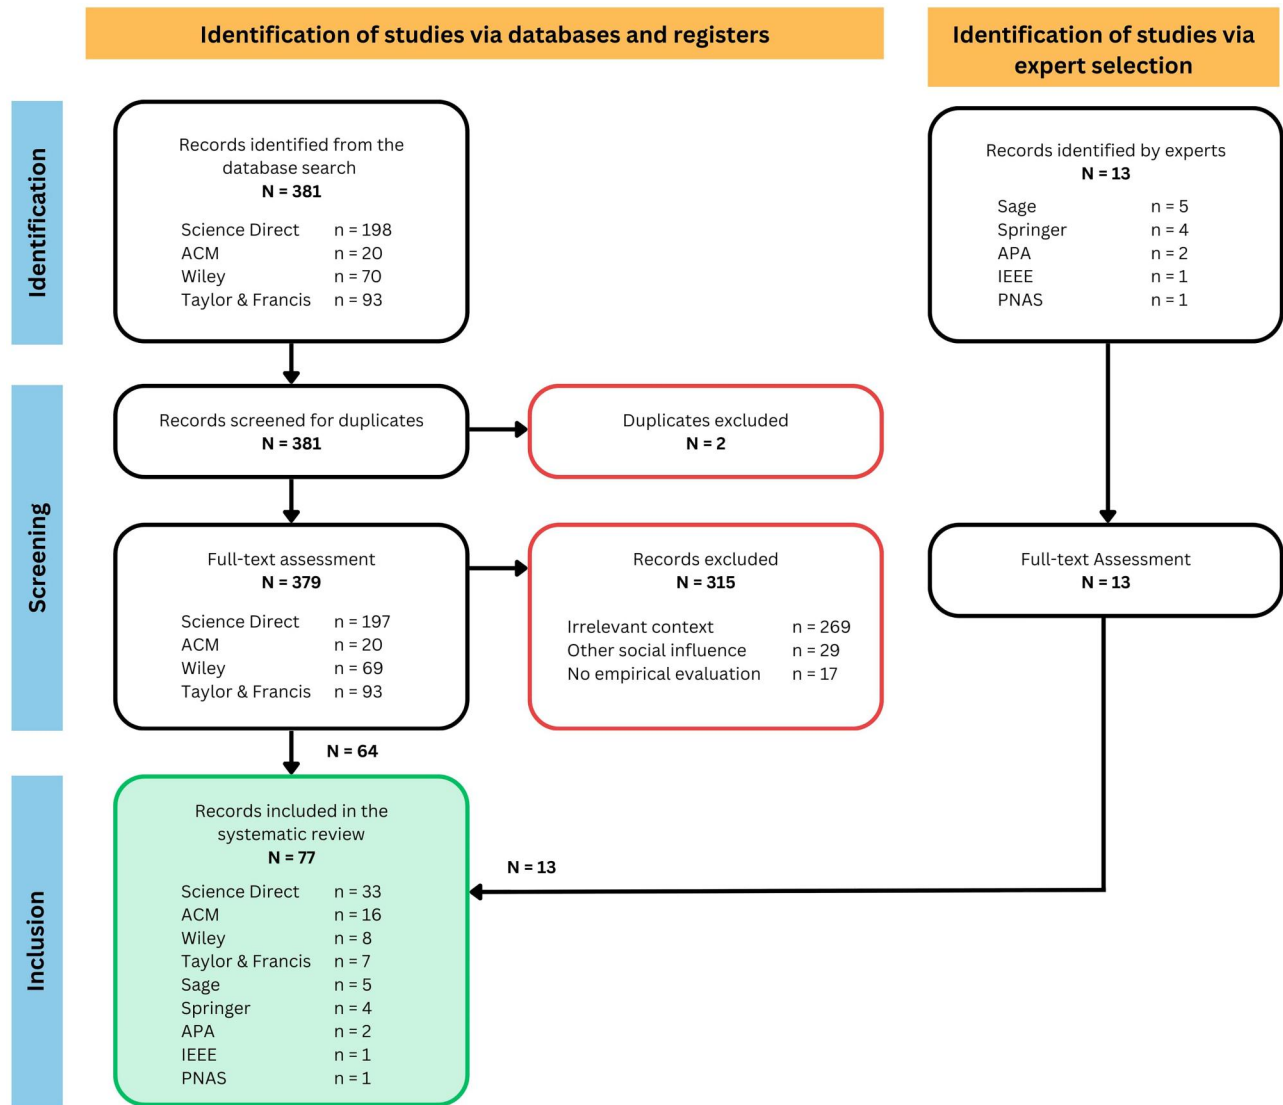 Identification of studies via databases and registers
Identification of studies via
expert selection
Identification
Records identified from the
database search
N = 381
Science Direct n = 198
ACM n = 20
Wiley n = 70
Taylor & Francis n = 93
Records identified by experts
N = 13
Sage n = 5
Springer n = 4
APA n = 2
IEEE n = 1
PNAS n = 1
Screening
Records screened for duplicates
N = 381
Duplicates excluded
N = 2
Full-text assessment
N = 379
Science Direct n = 197
ACM n = 20
Wiley n = 69
Taylor & Francis n = 93
Records excluded
N = 315
Irrelevant context n = 269
Other social influence n = 29
No empirical evaluation n = 17
Full-text Assessment
N = 13
N = 64
Inclusion
Records included in the
systematic review
N = 77
Science Direct n = 33
ACM n = 16
Wiley n = 8
Taylor & Francis n = 7
Sage n = 5
Springer n = 4
APA n = 2
IEEE n = 1
PNAS n = 1
N = 13